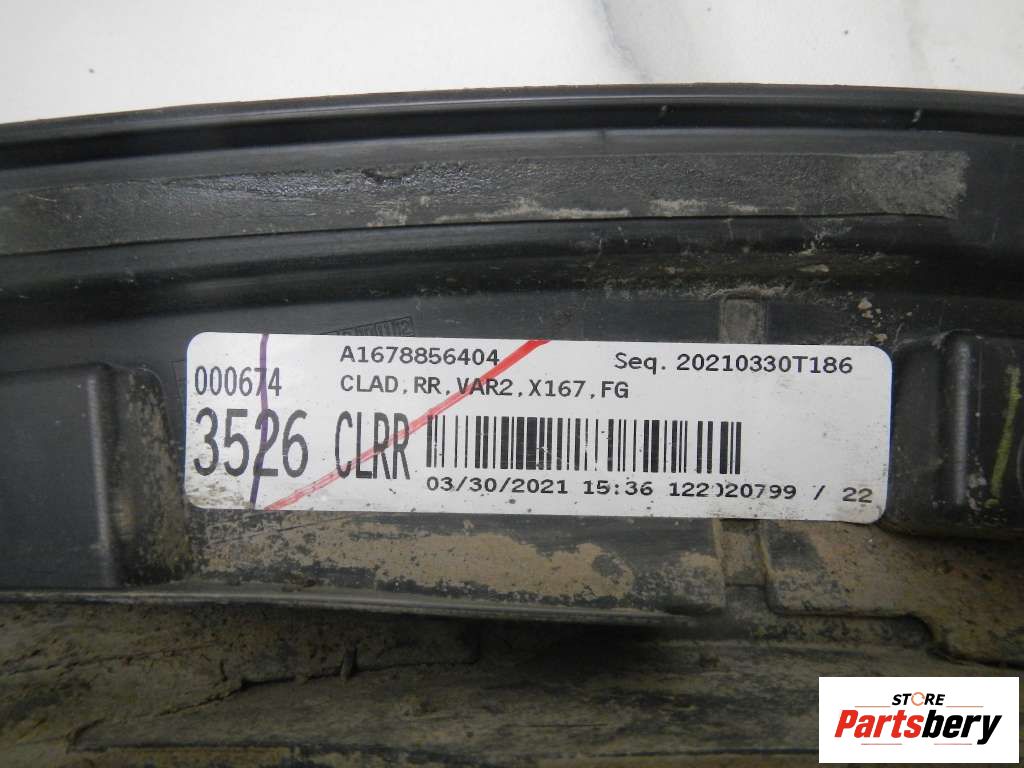 A1678856404 Seq. 20210330T186
000674 CLAD,RR,VAR2,X167,FG
3526 CLRR
03/30/2021 15:36 122020799 / 22
STORE
Partsbery